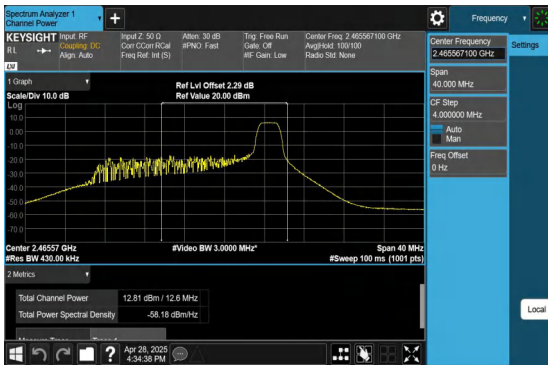 Spectrum Analyzer 1
Channel Power
Frequency
KEYSIGHT
RL
Input: RF
Coupling: DC
Align: Auto
Input Z: 50 Ω
Corr CCorr RCal
Freq Ref: Int (S)
Atten: 30 dB
#PNO: Fast
Trig: Free Run
Gate: Off
#IF Gain: Low
Center Freq: 2.465567100 GHz
Avg|Hold: 100/100
Radio Std: None
LW
Center Frequency
2.465567100 GHz
Settings
Span
40.000 MHz
CF Step
4.000000 MHz
Auto
Man
Freq Offset
0 Hz
1 Graph
Scale/Div 10.0 dB
Ref Lvl Offset 2.29 dB
Ref Value 20.00 dBm
Log
10.0
0.00
-10.0
-20.0
-30.0
-40.0
-50.0
-60.0
-70.0
Center 2.46557 GHz
#Res BW 430.00 kHz
#Video BW 3.0000 MHz*
Span 40 MHz
#Sweep 100 ms (1001 pts)
2 Metrics
Total Channel Power
12.81 dBm / 12.6 MHz
Total Power Spectral Density
-58.18 dBm/Hz
Local
?
Apr 28, 2025
4:34:38 PM